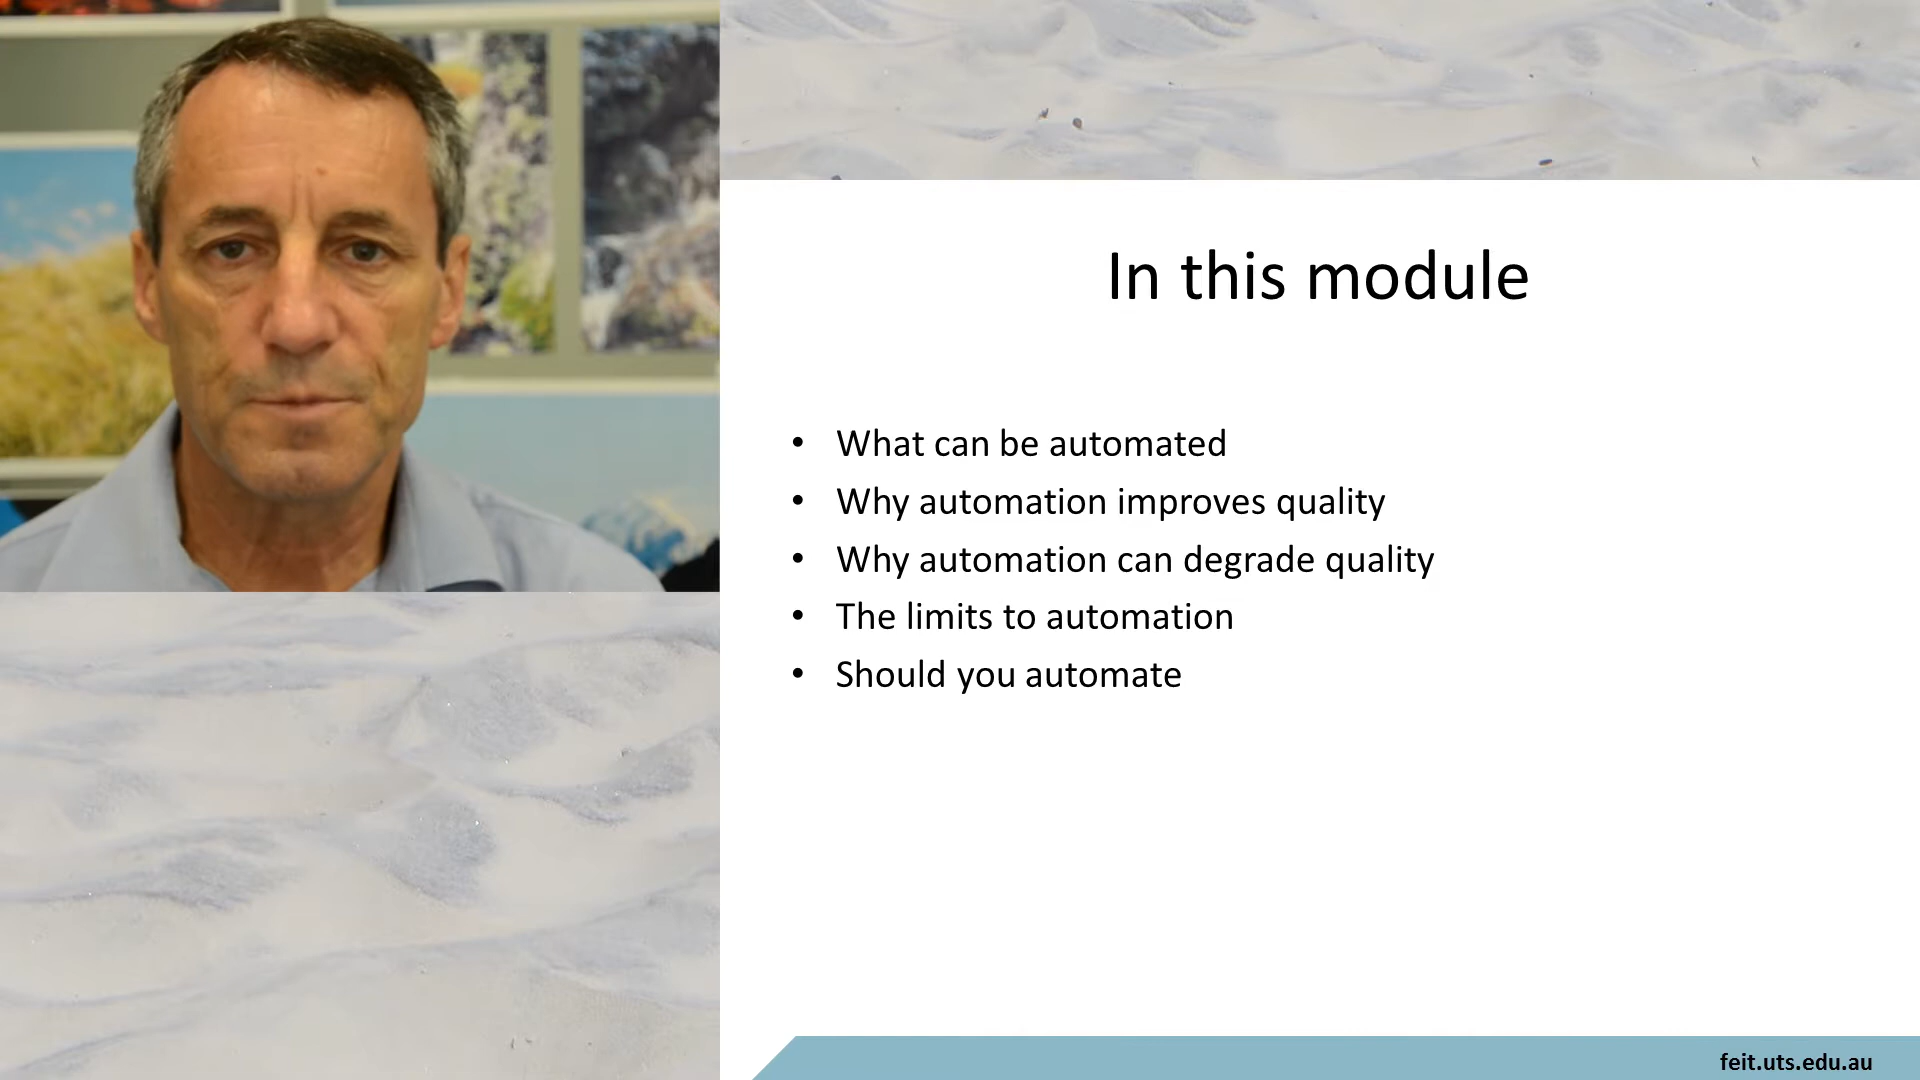 In this module
• What can be automated
• Why automation improves quality
• Why automation can degrade quality
• The limits to automation
• Should you automate
feit.uts.edu.au